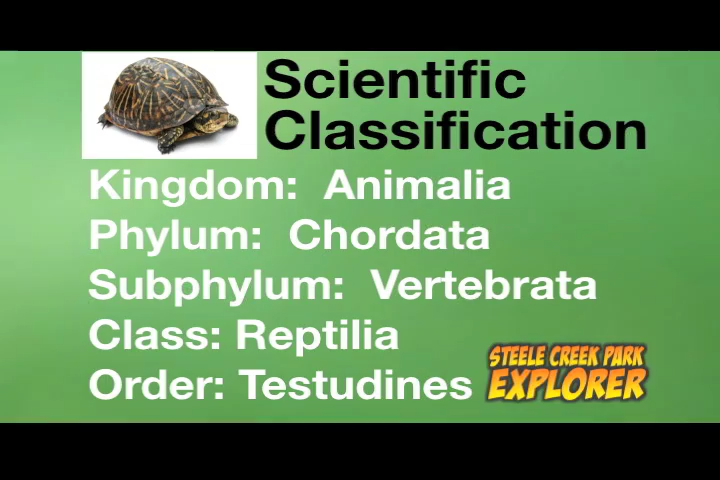 Scientific
Classification
Kingdom: Animalia
Phylum: Chordata
Subphylum: Vertebrata
Class: Reptilia
Order: Testudines
STEELE CREEK PARK
EXPLORER